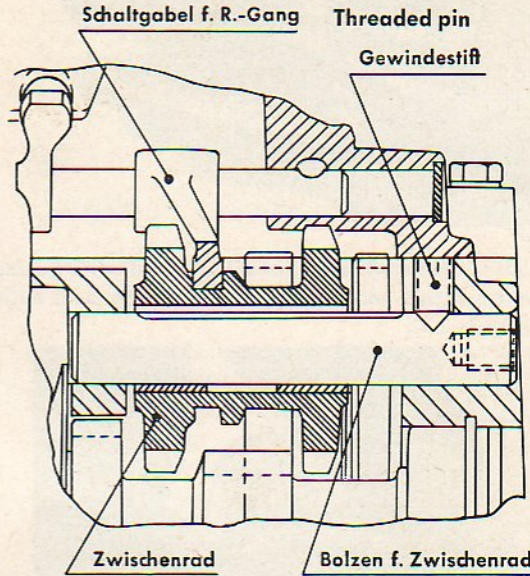 Schaltgabel f. R.-Gang
Threaded pin
Gewindestift
Zwischenrad
Bolzen f. Zwischenrad